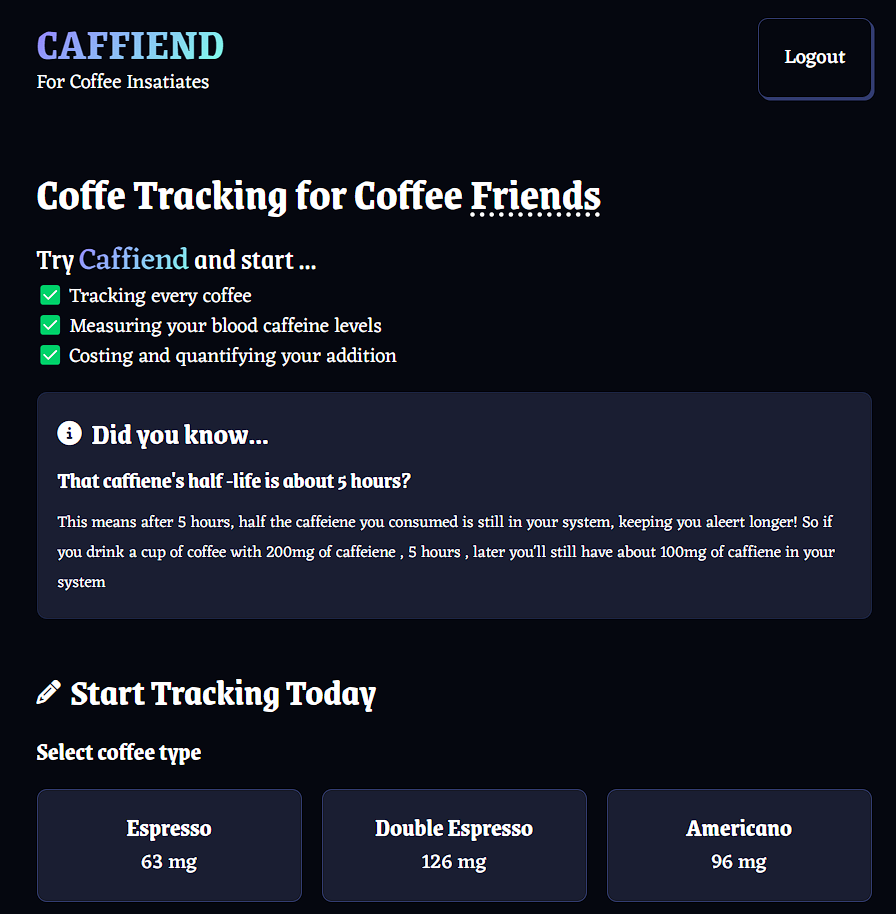 CAFFIEND
For Coffee Insatiates
Logout
Coffe Tracking for Coffee Friends
Try Caffiend and start ...
Tracking every coffee
Measuring your blood caffeine levels
Costing and quantifying your addition
Did you know...
That caffiene's half -life is about 5 hours?
This means after 5 hours, half the caffeiene you consumed is still in your system, keeping you aleert longer! So if
you drink a cup of coffee with 200mg of caffeiene , 5 hours , later you'll still have about 100mg of caffiene in your
system
Start Tracking Today
Select coffee type
Espresso
63 mg
Double Espresso
126 mg
Americano
96 mg